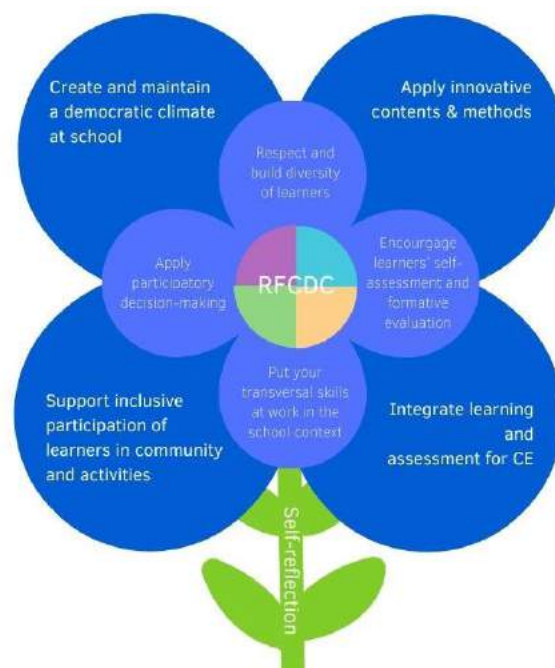 Create and maintain
a democratic climate
at school
Apply innovative
contents & methods
Respect and
build diversity
of learners
Apply
participatory
decision-making
RFCDC
Encourgage
learners' self-
assessment and
formative
evaluation
Put your
transversal skills
at work in the
school context
Support inclusive
participation of
learners in community
and activities
Integrate learning
and
assessment for CE
Self-reflection